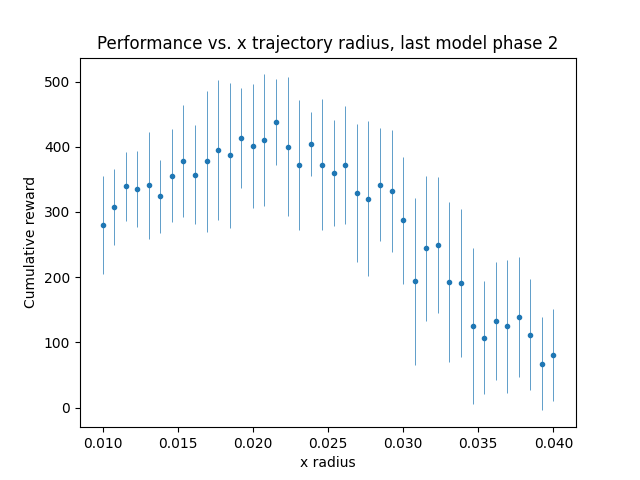 Performance vs. x trajectory radius, last model phase 2
Cumulative reward
500
400
300
200
100
0
0.010 0.015 0.020 0.025 0.030 0.035 0.040
x radius